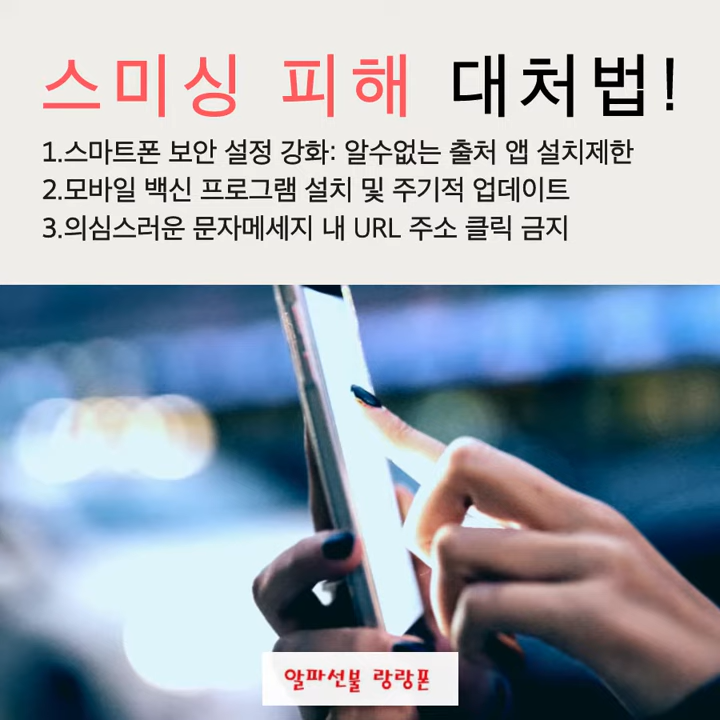 스미싱 피해 대처법!
1.스마트폰 보안 설정 강화: 알수없는 출처 앱 설치제한
2.모바일 백신 프로그램 설치 및 주기적 업데이트
3.의심스러운 문자메세지 내 URL 주소 클릭 금지
알파선불 랑랑폰